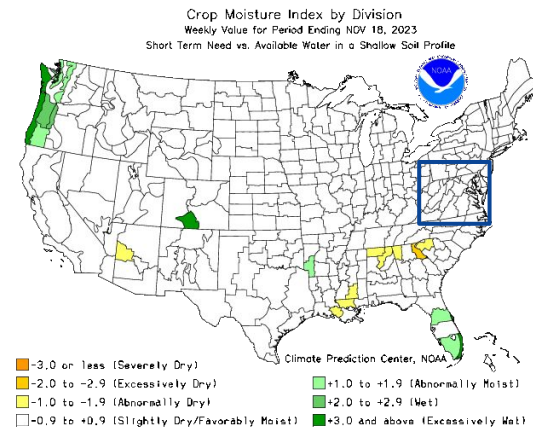 Crop Moisture Index by Division
Weekly Value for Period Ending NOV 18, 2023
Short Term Need vs. Available Water in a Shallow Soil Profile
NOAA
Climate Prediction Center, NOAA
-3.0 or less (Severely Dry)
-2.0 to -2.9 (Excessively Dry)
-1.0 to -1.9 (Abnormally Dry)
-0.9 to +0.9 (Slightly Dry/Favorably Moist)
+1.0 to +1.9 (Abnormally Moist)
+2.0 to +2.9 (Wet)
+3.0 and above (Excessively Wet)